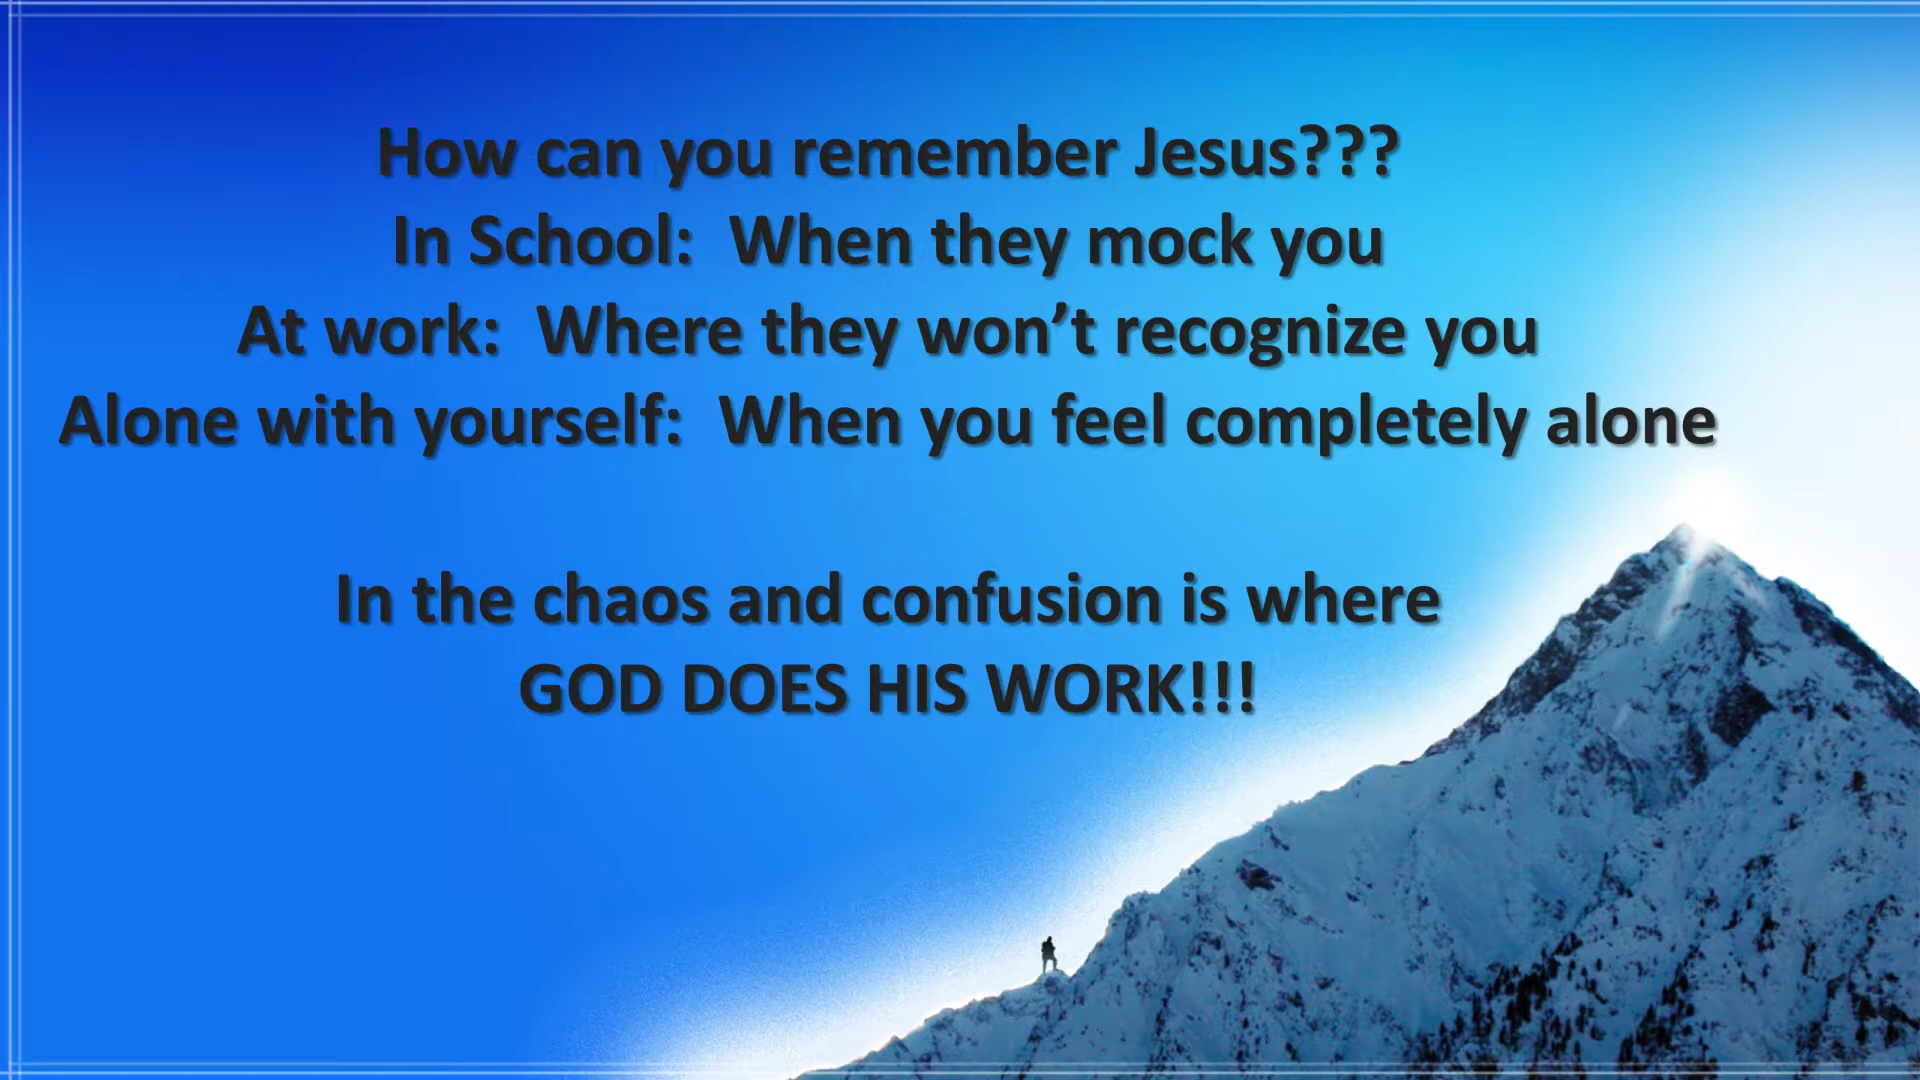 How can you remember Jesus???
In School:  When they mock you
At work:  Where they won’t recognize you
Alone with yourself:  When you feel completely alone
In the chaos and confusion is where
GOD DOES HIS WORK!!!